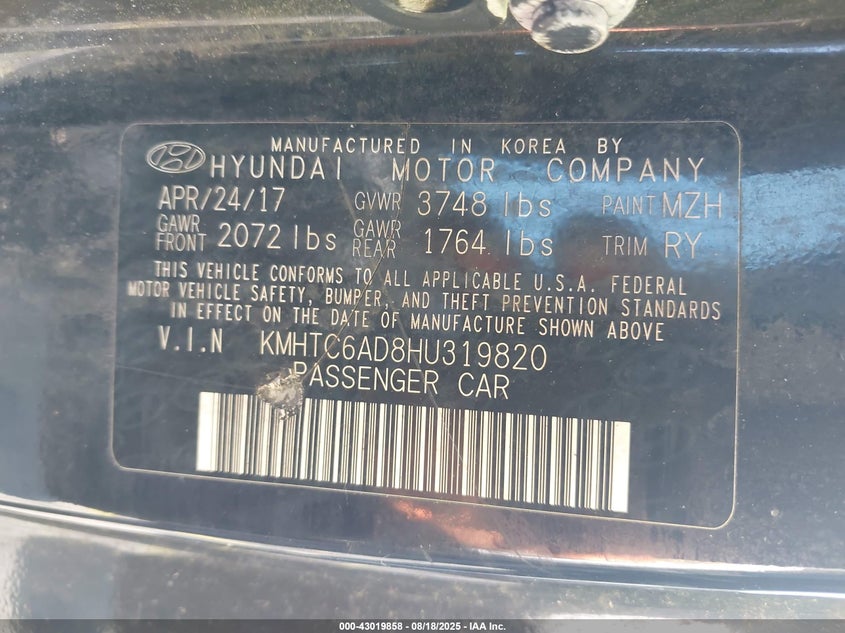 MANUFACTURED IN KOREA BY
HYUNDAI MOTOR COMPANY
APR/24/17 GVWR 3748 lbs PAINT MZH
GAWR FRONT 2072 lbs GAWR REAR 1764 lbs TRIM RY
THIS VEHICLE CONFORMS TO ALL APPLICABLE U.S.A. FEDERAL
MOTOR VEHICLE SAFETY, BUMPER, AND THEFT PREVENTION STANDARDS
IN EFFECT ON THE DATE OF MANUFACTURE SHOWN ABOVE
V.I.N KMHTC6AD8HU319820
PASSENGER CAR
000-43019858 - 08/18/2025 - IAA Inc.